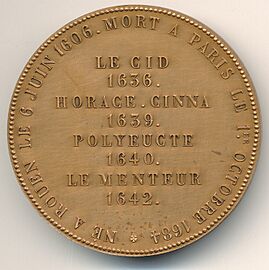 NE A ROUEN LE 6 JUIN 1606. MORT A PARIS LE 1ER OCTOBRE 1684
LE CID
1636.
HORACE. CINNA
1639.
POLYEUCTE
1640.
LE MENTEUR
1642.